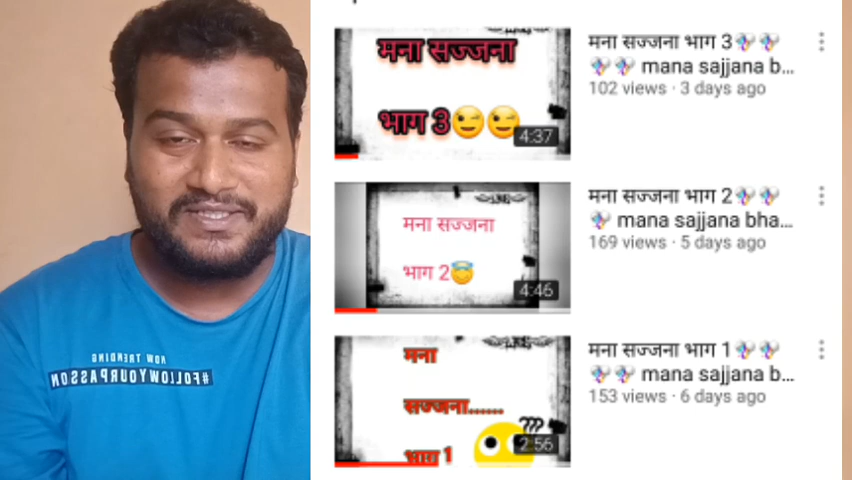 NOW TRENDING
#FOLLOWYOURPASSON
मना सज्जना
भाग 3😉😉
4:37
मना सज्जना भाग 3
mana sajjana b...
102 views · 3 days ago
मना सज्जना
भाग 2😇
4:46
मना सज्जना भाग 2
mana sajjana bha...
169 views · 5 days ago
मना
सज्जना......
???
भाग 1
2:56
मना सज्जना भाग 1
mana sajjana b...
153 views · 6 days ago